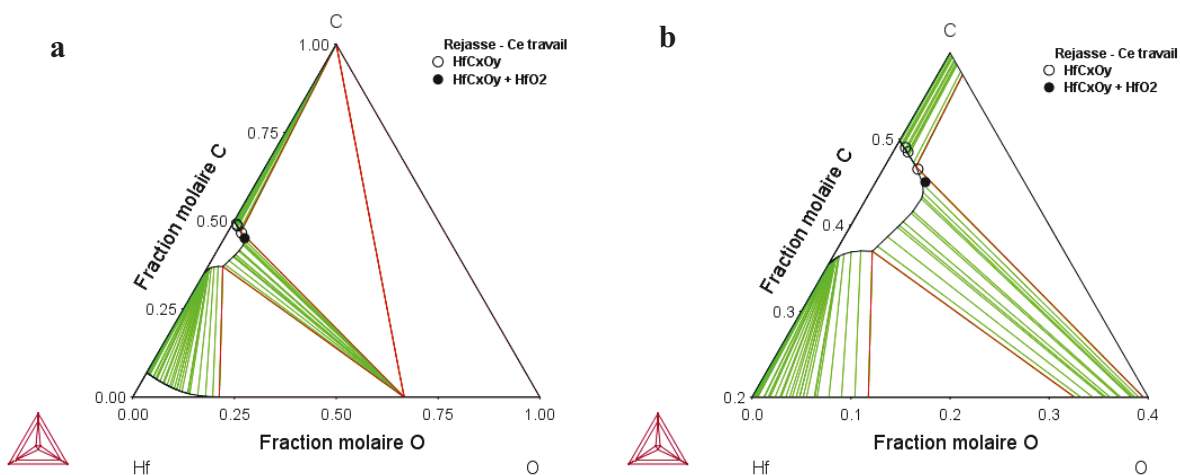 a
C
1.00
Rejasse - Ce travail
HfCxOy
HfCxOy + HfO2
0.75
Fraction molaire C
0.50
0.25
0.00
0.00
0.25
0.50
0.75
1.00
Fraction molaire O
Hf
O
b
C
Rejasse - Ce travail
HfCxOy
HfCxOy + HfO2
0.5
Fraction molaire C
0.4
0.3
0.2
0.0
0.1
0.2
0.3
0.4
Fraction molaire O
Hf
O